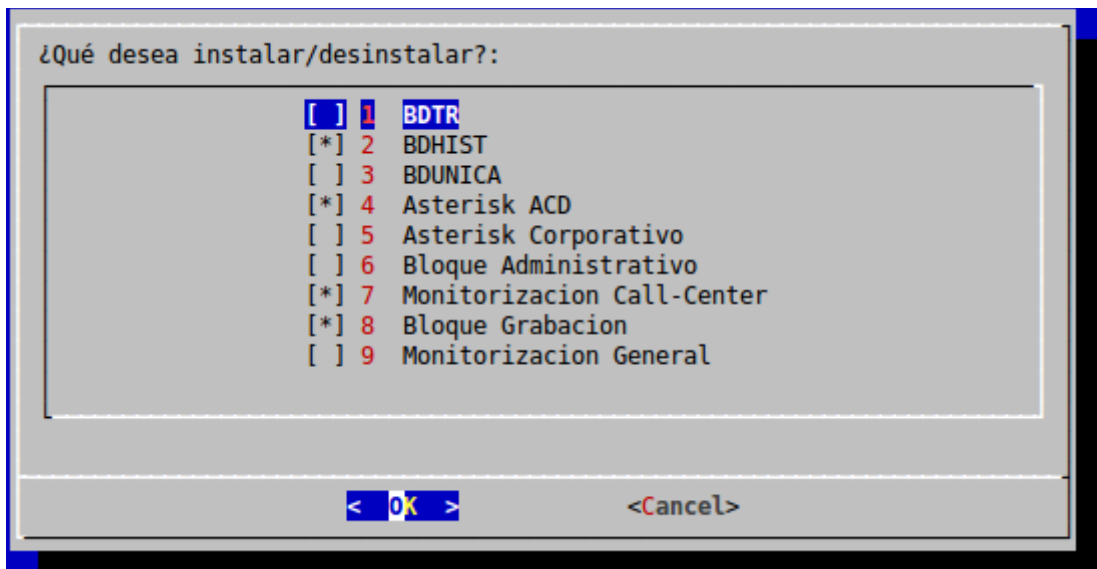 ¿Qué desea instalar/desinstalar?:
[ ] 1 BDTR
[*] 2 BDHIST
[ ] 3 BDUNICA
[*] 4 Asterisk ACD
[ ] 5 Asterisk Corporativo
[ ] 6 Bloque Administrativo
[*] 7 Monitorizacion Call-Center
[*] 8 Bloque Grabacion
[ ] 9 Monitorizacion General
< OK > <Cancel>